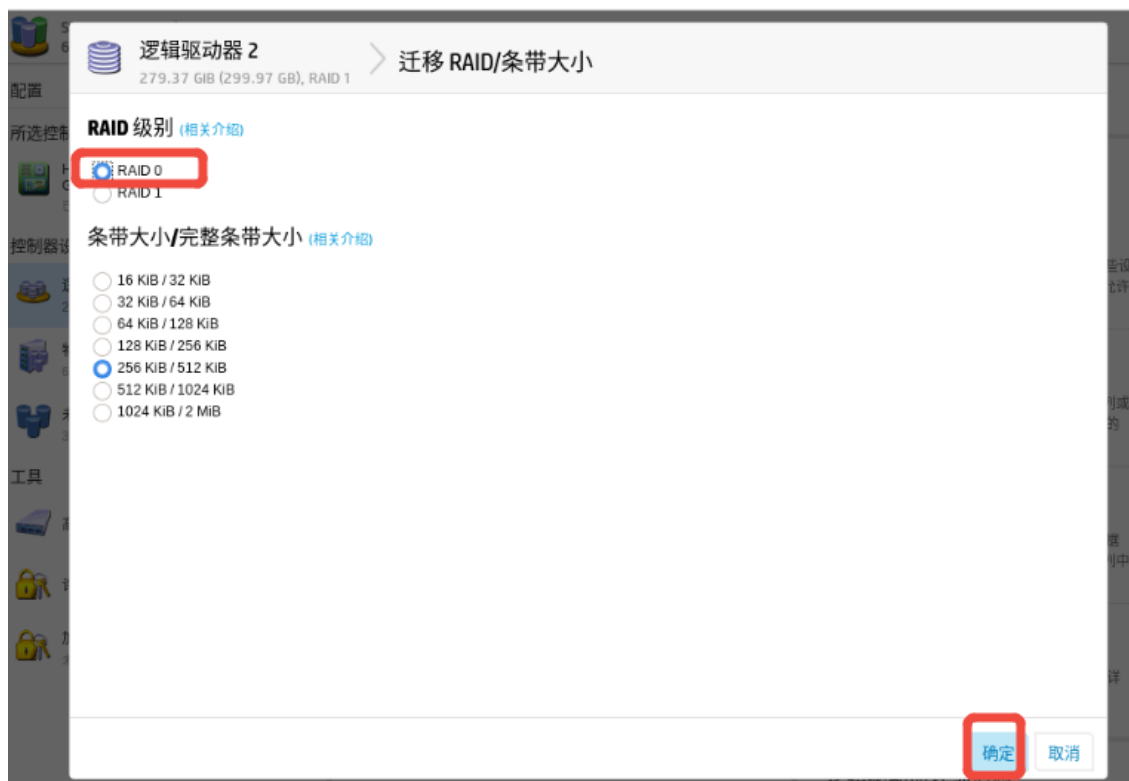 逻辑驱动器 2
279.37 GIB (299.97 GB), RAID 1
迁移 RAID/条带大小
配置
所选控制
RAID 级别 (相关介绍)
RAID 0
RAID 1
控制器设
条带大小/完整条带大小 (相关介绍)
16 KiB / 32 KiB
32 KiB / 64 KiB
64 KiB / 128 KiB
128 KiB / 256 KiB
256 KiB / 512 KiB
512 KiB / 1024 KiB
1024 KiB / 2 MiB
工具
确定
取消